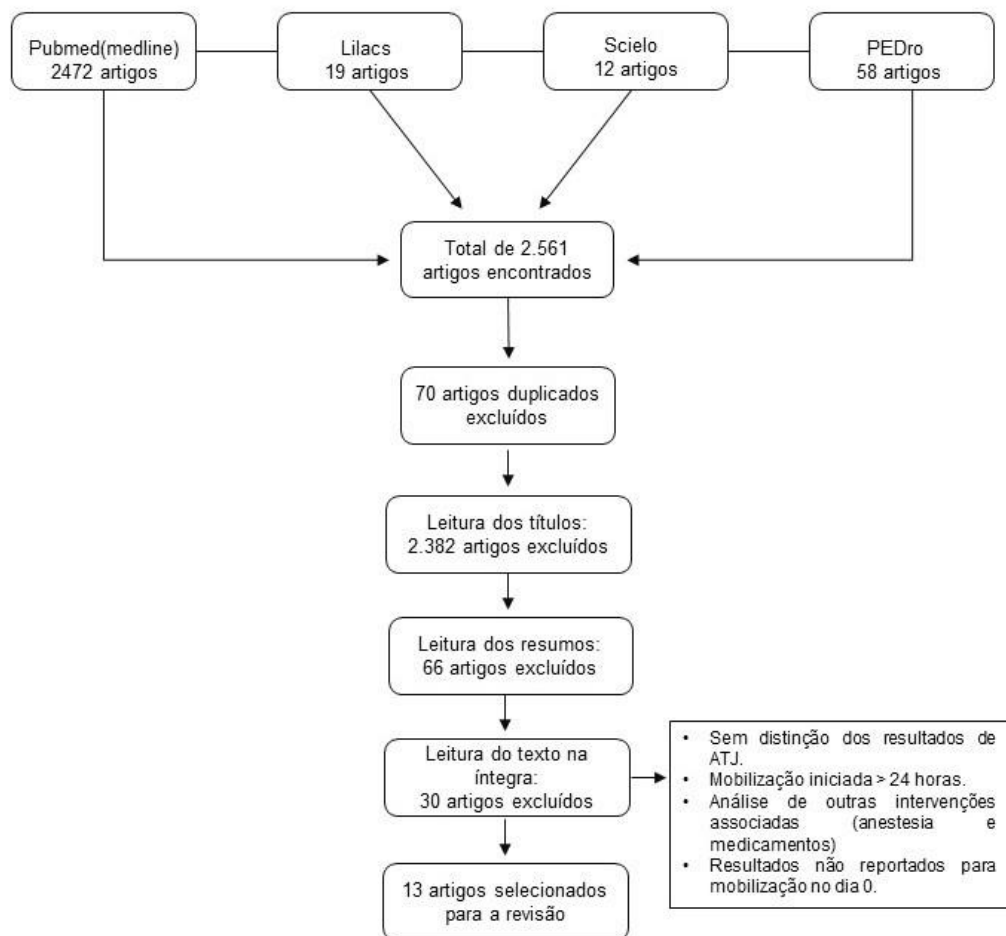 Pubmed(medline)
2472 artigos
Lilacs
19 artigos
Scielo
12 artigos
PEDro
58 artigos
Total de 2.561
artigos encontrados
70 artigos duplicados
excluídos
Leitura dos títulos:
2.382 artigos excluídos
Leitura dos resumos:
66 artigos excluídos
Leitura do texto na
íntegra:
30 artigos excluídos
• Sem distinção dos resultados de
ATJ.
• Mobilização iniciada > 24 horas.
• Análise de outras intervenções
associadas (anestesia e
medicamentos)
• Resultados não reportados para
mobilização no dia 0.
13 artigos selecionados
para a revisão